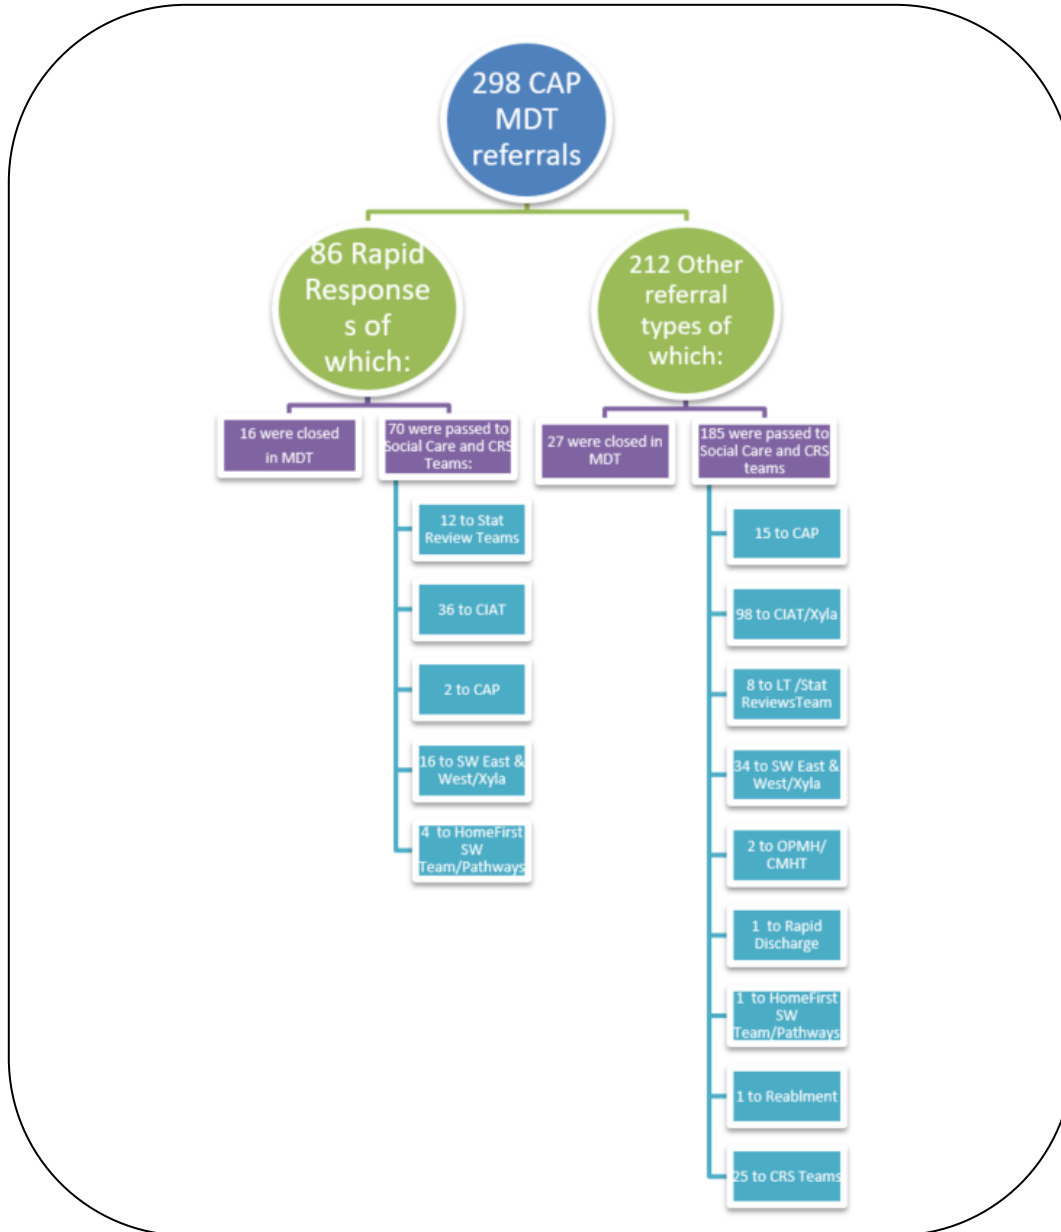 298 CAP
MDT
referrals
86 Rapid
Response
s of
which:
212 Other
referral
types of
which:
16 were closed
in MDT
70 were passed to
Social Care and CRS
Teams:
27 were closed in
MDT
185 were passed to
Social Care and CRS
teams
12 to Stat
Review Teams
36 to CIAT
2 to CAP
16 to SW East &
West/Xyla
4 to HomeFirst
SW
Team/Pathways
15 to CAP
98 to CIAT/Xyla
8 to LT /Stat
ReviewsTeam
34 to SW East &
West/Xyla
2 to OPMH/
CMHT
1 to Rapid
Discharge
1 to HomeFirst
SW
Team/Pathways
1 to Reablment
25 to CRS Teams